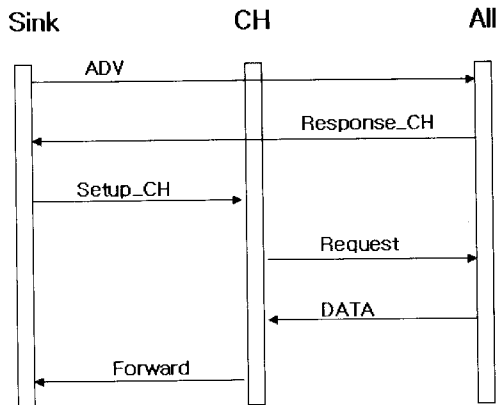 Sink CH All
ADV
Response_CH
Setup_CH
Request
DATA
Forward